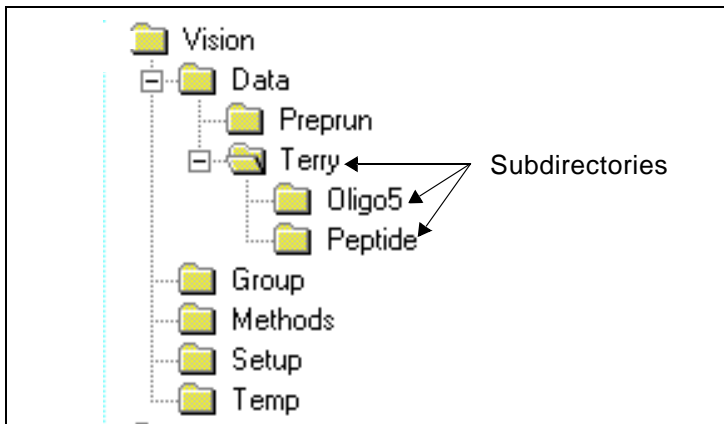 Vision
Data
Preprun
Terry Subdirectories
Oligo5
Peptide
Group
Methods
Setup
Temp